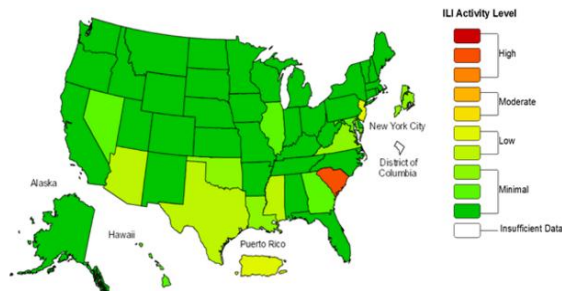 ILI Activity Level
High
Moderate
Low
Minimal
Insufficient Data
New York City
District of
Columbia
Alaska
Hawaii
Puerto Rico